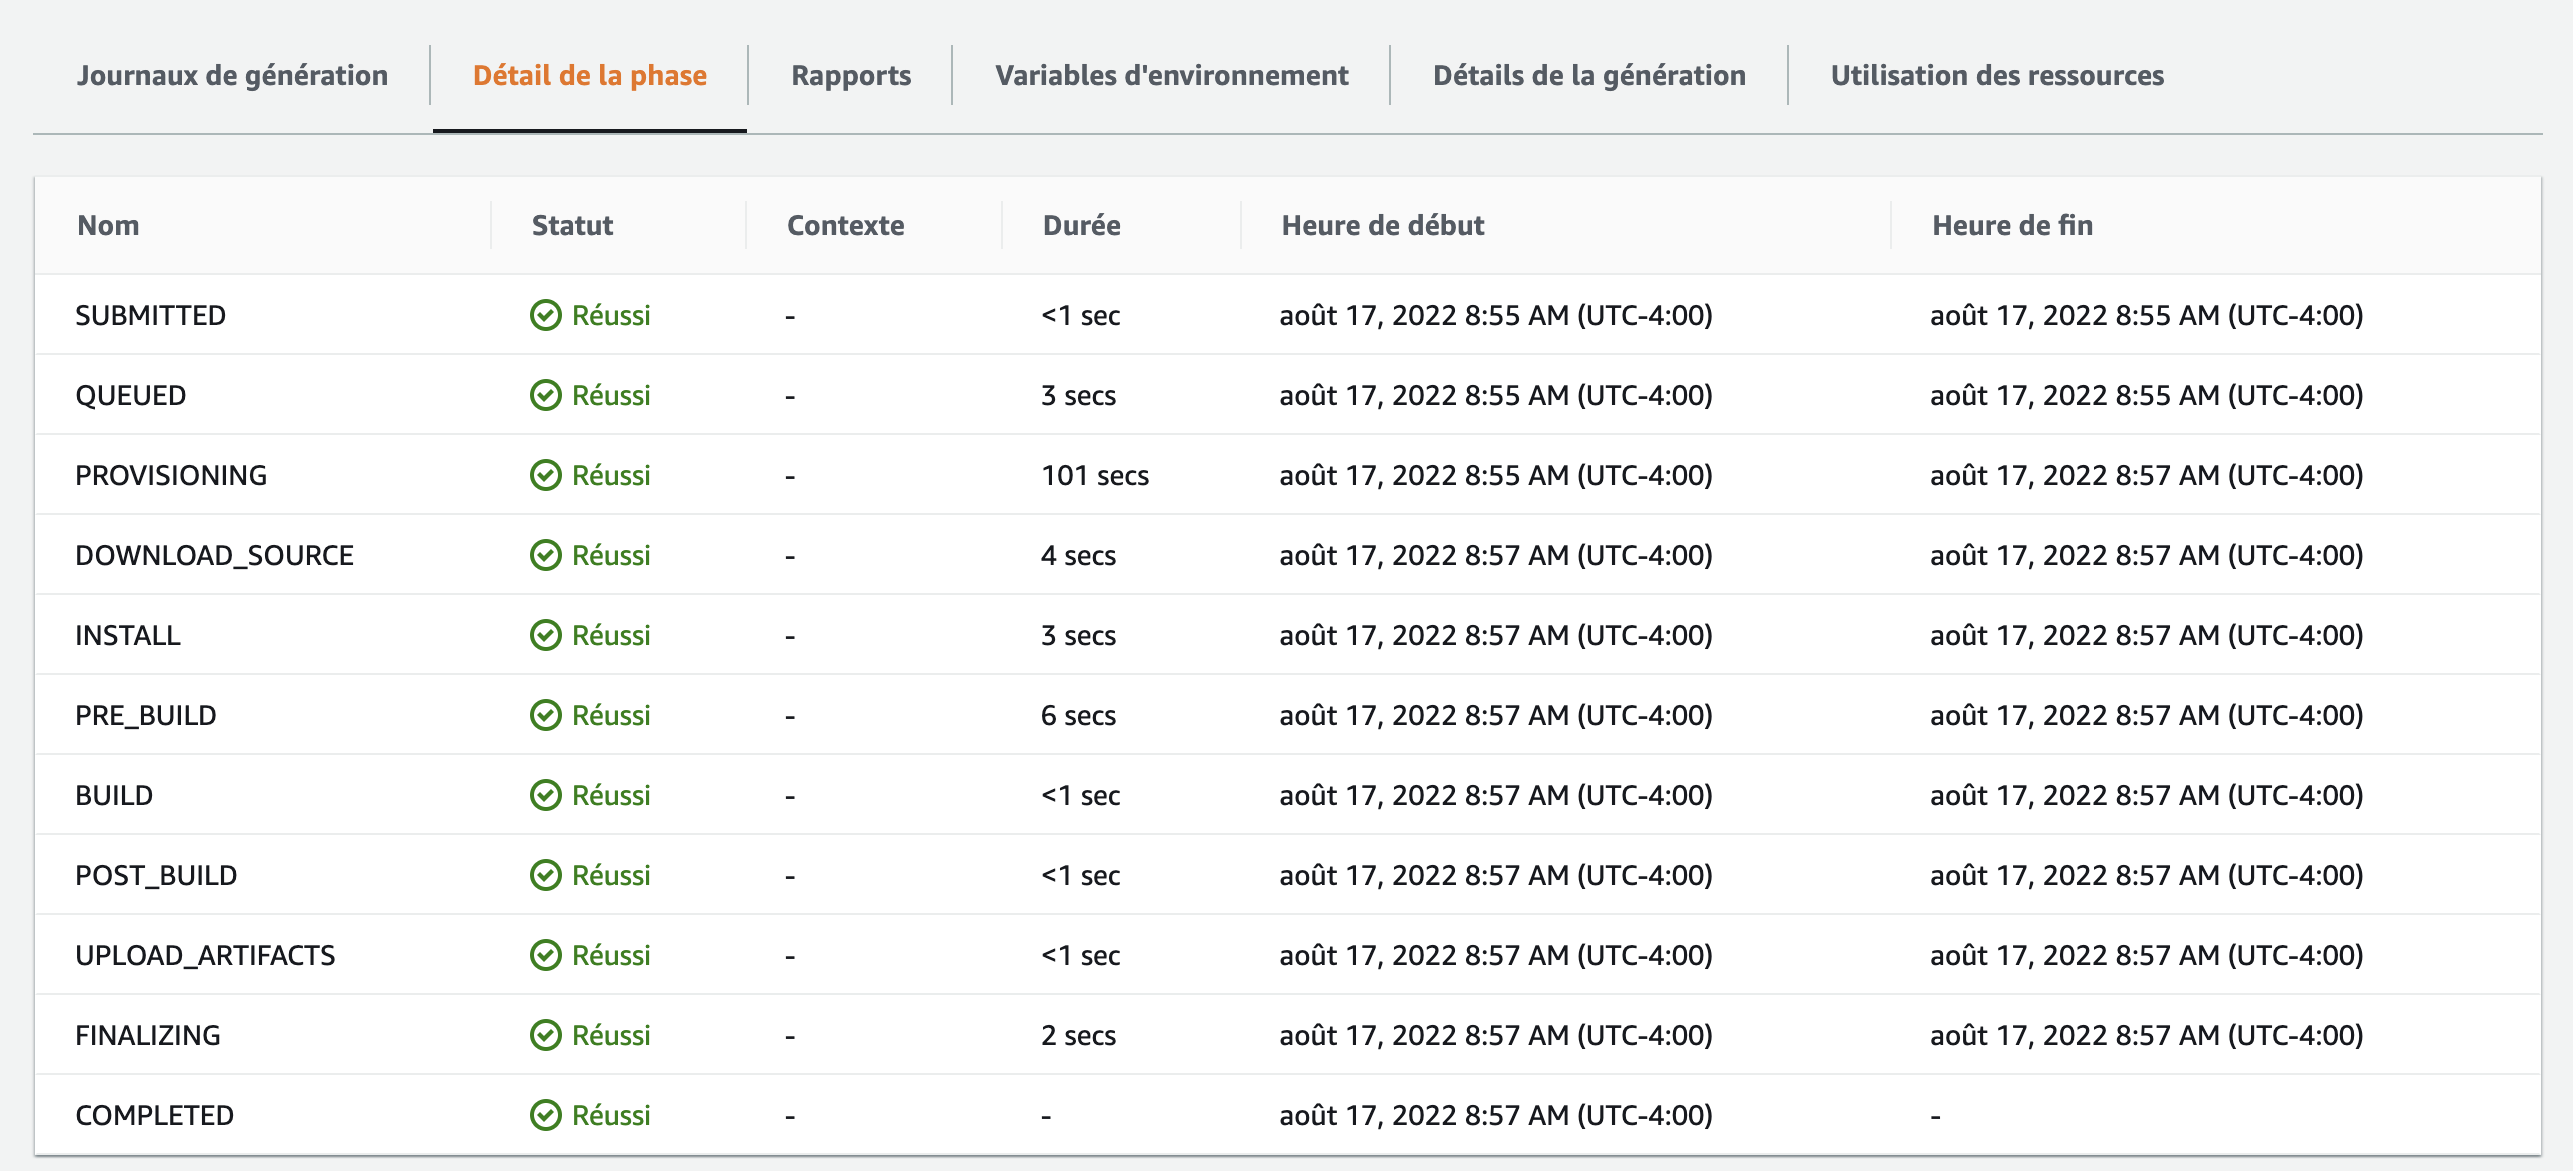 Journaux de génération Détail de la phase Rapports Variables d'environnement Détails de la génération Utilisation des ressources
Nom Statut Contexte Durée Heure de début Heure de fin
SUBMITTED Réussi - <1 sec août 17, 2022 8:55 AM (UTC-4:00) août 17, 2022 8:55 AM (UTC-4:00)
QUEUED Réussi - 3 secs août 17, 2022 8:55 AM (UTC-4:00) août 17, 2022 8:55 AM (UTC-4:00)
PROVISIONING Réussi - 101 secs août 17, 2022 8:55 AM (UTC-4:00) août 17, 2022 8:57 AM (UTC-4:00)
DOWNLOAD_SOURCE Réussi - 4 secs août 17, 2022 8:57 AM (UTC-4:00) août 17, 2022 8:57 AM (UTC-4:00)
INSTALL Réussi - 3 secs août 17, 2022 8:57 AM (UTC-4:00) août 17, 2022 8:57 AM (UTC-4:00)
PRE_BUILD Réussi - 6 secs août 17, 2022 8:57 AM (UTC-4:00) août 17, 2022 8:57 AM (UTC-4:00)
BUILD Réussi - <1 sec août 17, 2022 8:57 AM (UTC-4:00) août 17, 2022 8:57 AM (UTC-4:00)
POST_BUILD Réussi - <1 sec août 17, 2022 8:57 AM (UTC-4:00) août 17, 2022 8:57 AM (UTC-4:00)
UPLOAD_ARTIFACTS Réussi - <1 sec août 17, 2022 8:57 AM (UTC-4:00) août 17, 2022 8:57 AM (UTC-4:00)
FINALIZING Réussi - 2 secs août 17, 2022 8:57 AM (UTC-4:00) août 17, 2022 8:57 AM (UTC-4:00)
COMPLETED Réussi - - août 17, 2022 8:57 AM (UTC-4:00) -